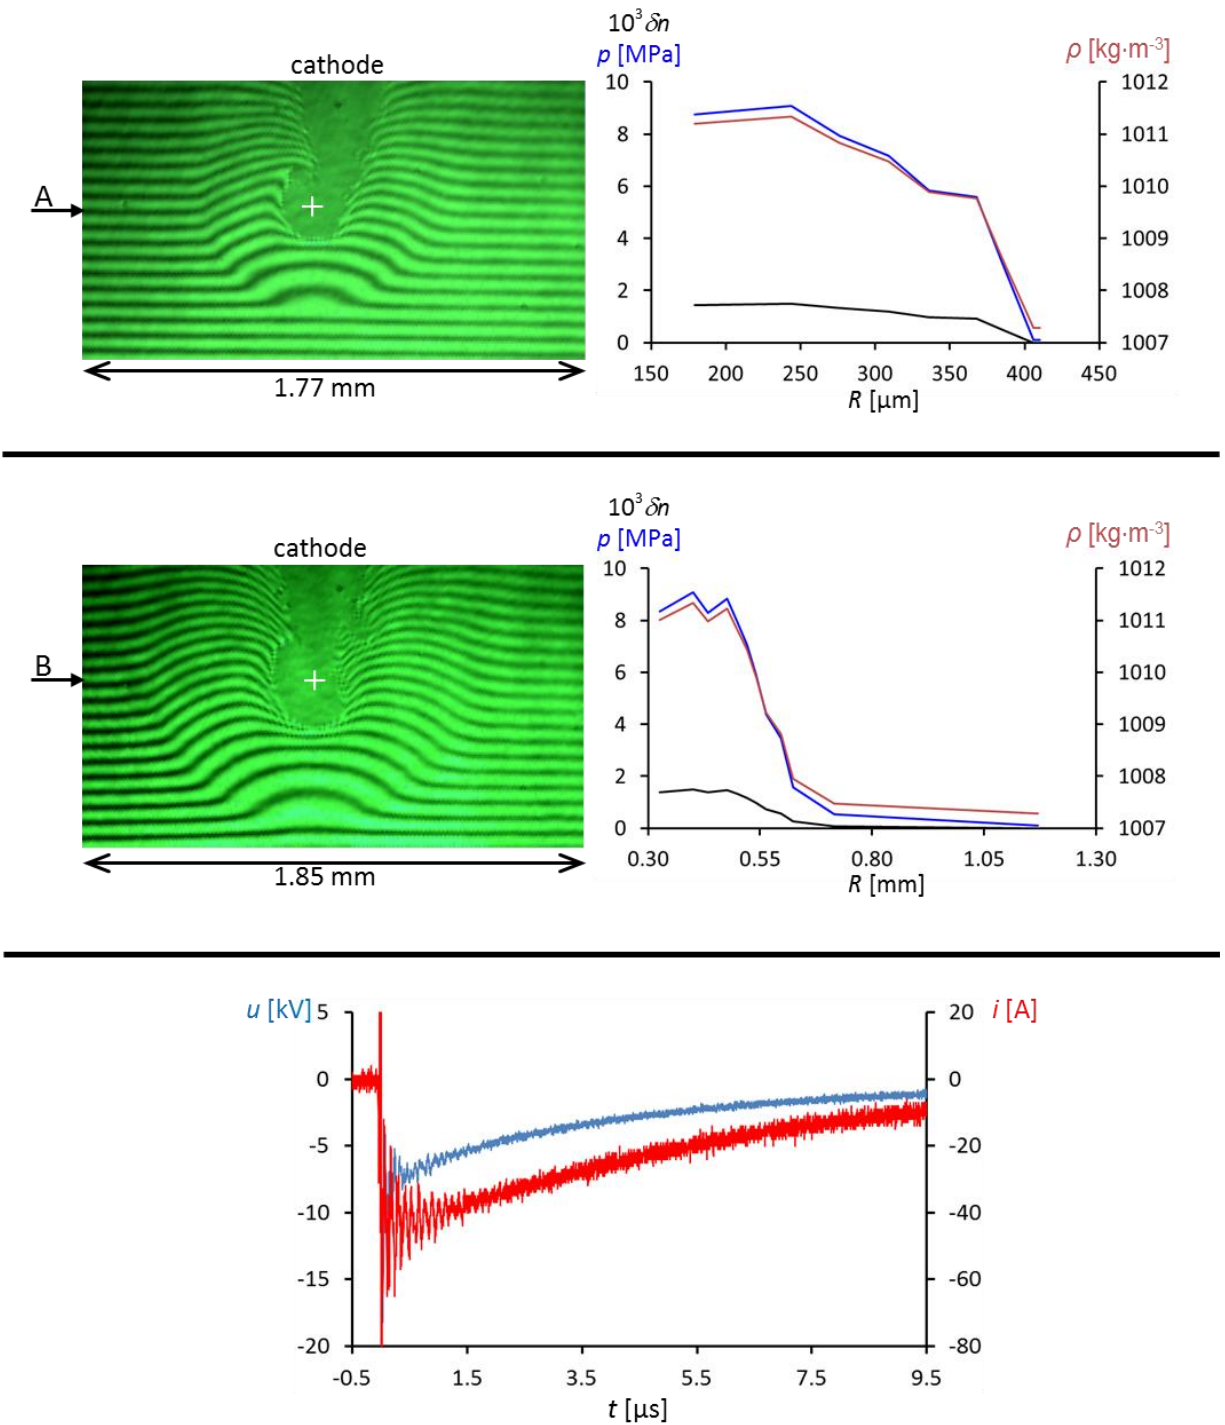 10³ δn
p [MPa]
ρ [kg·m⁻³]
cathode
A
1.77 mm
10
8
6
4
2
0
1012
1011
1010
1009
1008
1007
150 200 250 300 350 400 450
R [µm]
10³ δn
p [MPa]
ρ [kg·m⁻³]
cathode
B
1.85 mm
10
8
6
4
2
0
1012
1011
1010
1009
1008
1007
0.30 0.55 0.80 1.05 1.30
R [mm]
u [kV]
i [A]
5
0
-5
-10
-15
-20
20
0
-20
-40
-60
-80
-0.5 1.5 3.5 5.5 7.5 9.5
t [µs]